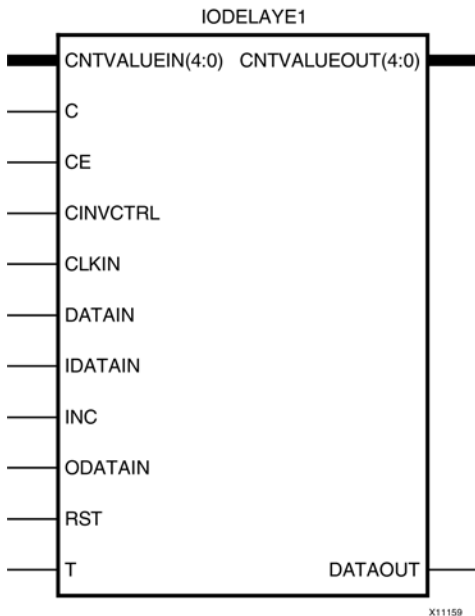 IODELAYE1
CNTVALUEIN(4:0) CNTVALUEOUT(4:0)
C
CE
CINVCTRL
CLKIN
DATAIN
IDATAIN
INC
ODATAIN
RST
T DATAOUT
X11159